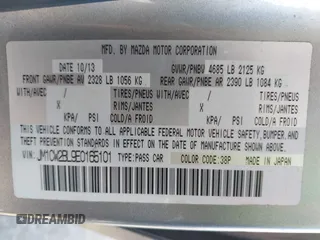 MFD. BY MAZDA MOTOR CORPORATION
DATE 10/13 GVWR/PNBV 4685 LB 2125 KG
FRONT GAWR/PNBE AV 2328 LB 1056 KG REAR GAWR/PNBE AR 2390 LB 1084 KG
WITH/AVEC TIRES/PNEUS WITH/AVEC TIRES/PNEUS
X RIMS/JANTES X RIMS/JANTES
KPA/ PSI COLD/A FROID KPA/ PSI COLD/A FROID
THIS VEHICLE CONFORMS TO ALL APPLICABLE FEDERAL MOTOR VEHICLE SAFETY,
BUMPER, AND THEFT PREVENTION STANDARDS IN EFFECT ON THE DATE
OF MANUFACTURE SHOWN ABOVE.
COLOR CODE:38P MADE IN JAPAN
VIN: JM1CW2BL9E0166101 TYPE:PASS CAR